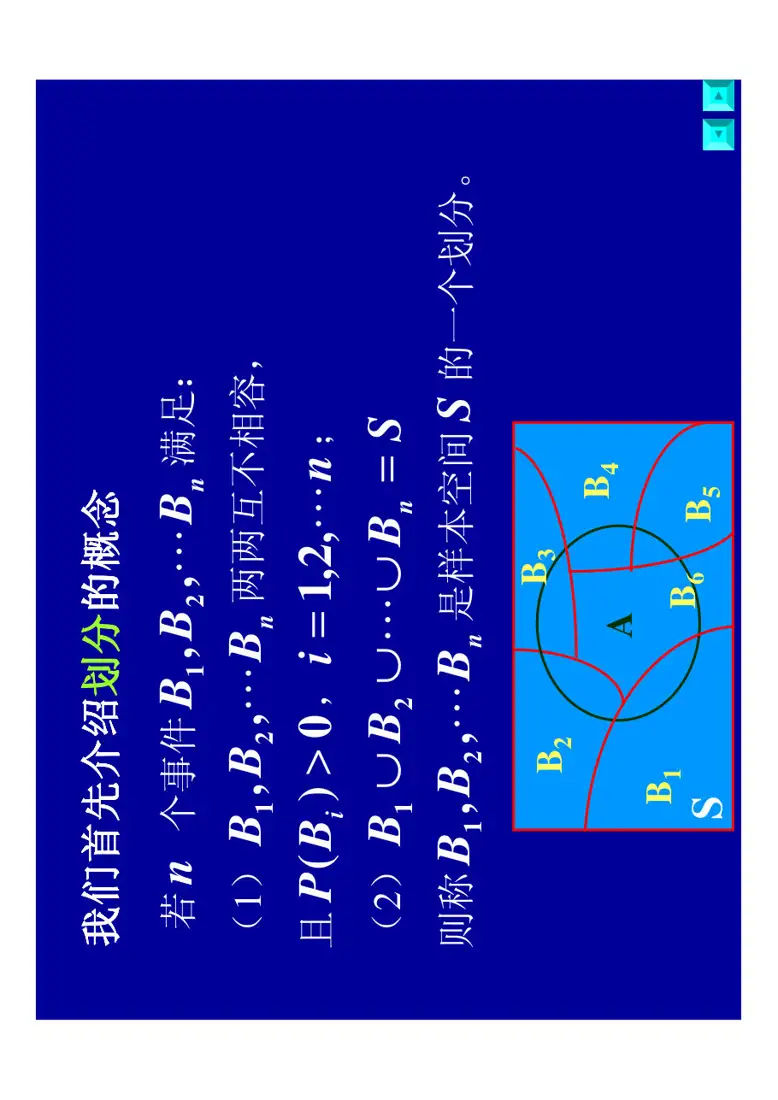 我们首先介绍划分的概念
若 n 个事件 B₁,B₂,⋯Bₙ 满足：
（1）B₁,B₂,⋯Bₙ 两两互不相容，
且 P(Bᵢ)>0，i=1,2,⋯n；
（2）B₁∪B₂∪⋯∪Bₙ=S
则称 B₁,B₂,⋯Bₙ 是样本空间 S 的一个划分。
B₂
B₃
B₄
A
B₁
B₆
B₅
S